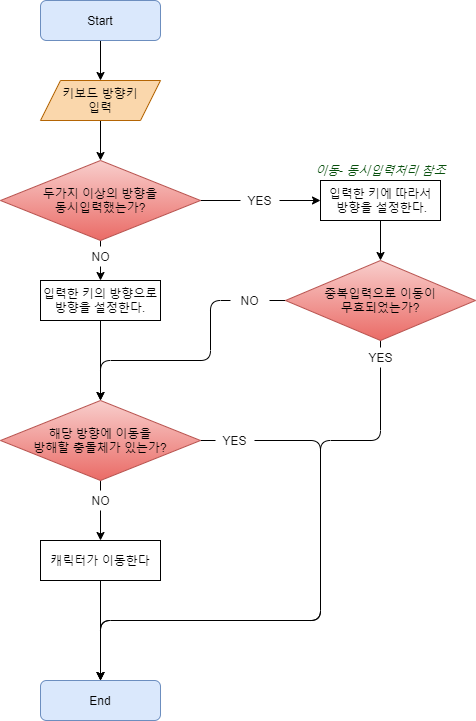 Start
키보드 방향키
입력
두가지 이상의 방향을
동시입력했는가?
YES
이동- 동시입력처리 참조
입력한 키에 따라서
방향을 설정한다.
NO
입력한 키의 방향으로
방향을 설정한다.
NO
중복입력으로 이동이
무효되었는가?
YES
해당 방향에 이동을
방해할 충돌체가 있는가?
YES
NO
캐릭터가 이동한다
End